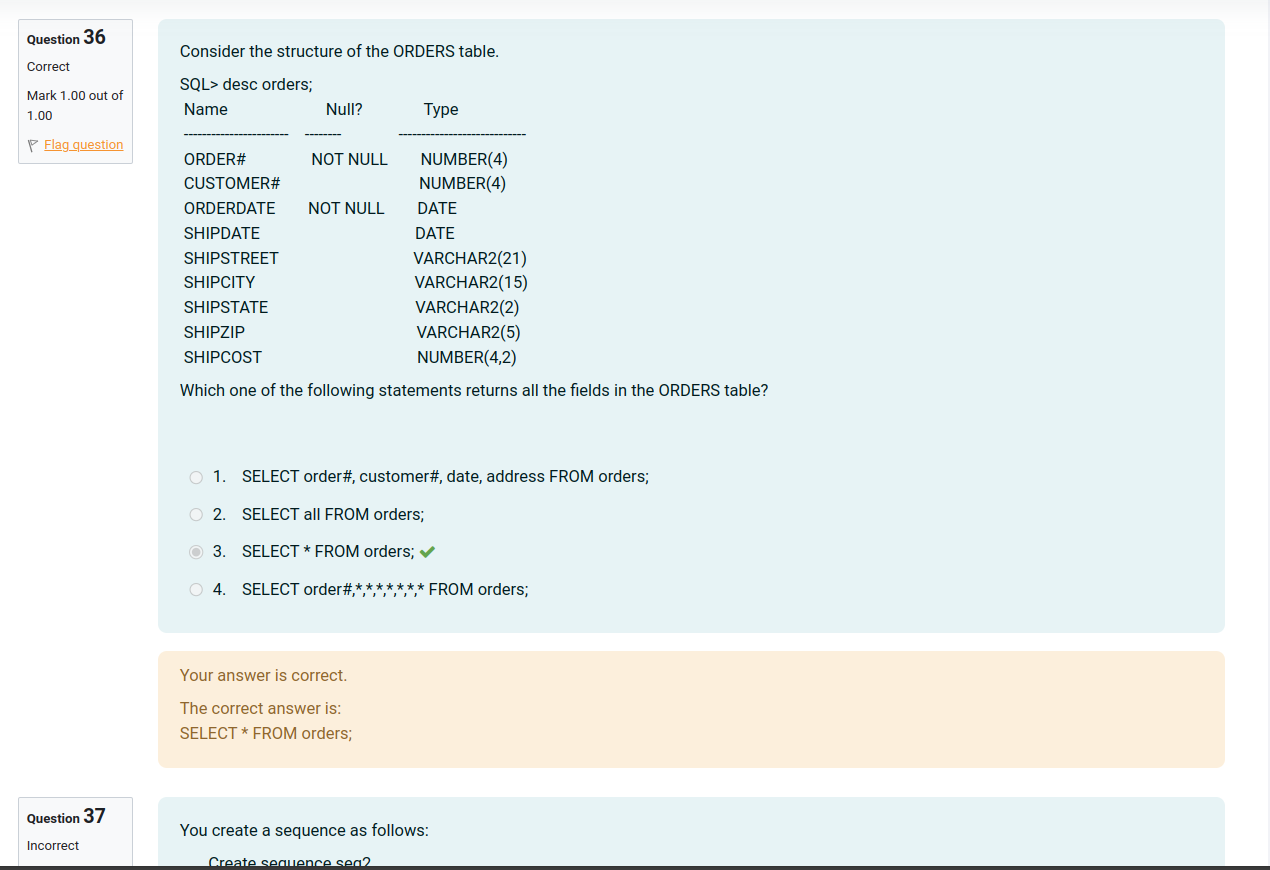 Question 36
Correct
Mark 1.00 out of
1.00
Flag question
Consider the structure of the ORDERS table.
SQL> desc orders;
Name Null? Type
----------------------- -------- ----------------------------
ORDER# NOT NULL NUMBER(4)
CUSTOMER# NUMBER(4)
ORDERDATE NOT NULL DATE
SHIPDATE DATE
SHIPSTREET VARCHAR2(21)
SHIPCITY VARCHAR2(15)
SHIPSTATE VARCHAR2(2)
SHIPZIP VARCHAR2(5)
SHIPCOST NUMBER(4,2)
Which one of the following statements returns all the fields in the ORDERS table?
1. SELECT order#, customer#, date, address FROM orders;
2. SELECT all FROM orders;
3. SELECT * FROM orders;
4. SELECT order#,*,*,*,*,*,*,* FROM orders;
Your answer is correct.
The correct answer is:
SELECT * FROM orders;
Question 37
Incorrect
You create a sequence as follows:
Create sequence seq2